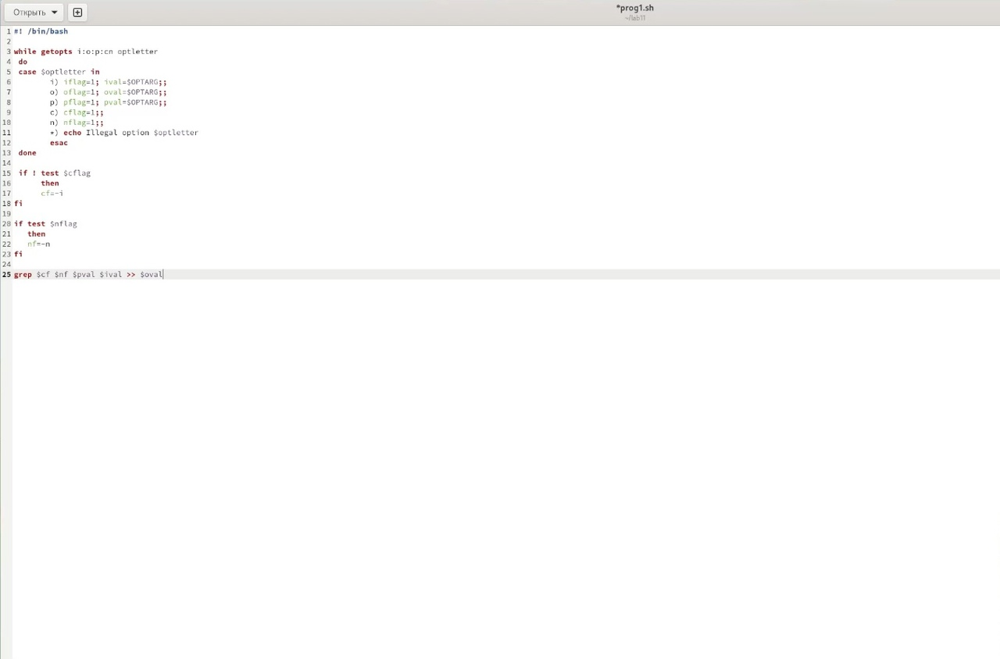 Открыть
*prog1.sh
~/lab11
1 #! /bin/bash
2
3 while getopts i:o:p:cn optletter
4 do
5 case $optletter in
6 i) iflag=1; ival=$OPTARG;;
7 o) oflag=1; oval=$OPTARG;;
8 p) pflag=1; pval=$OPTARG;;
9 c) cflag=1;;
10 n) nflag=1;;
11 *) echo Illegal option $optletter
12 esac
13 done
14
15 if ! test $cflag
16 then
17 cf=-i
18 fi
19
20 if test $nflag
21 then
22 nf=-n
23 fi
24
25 grep $cf $nf $pval $ival >> $oval